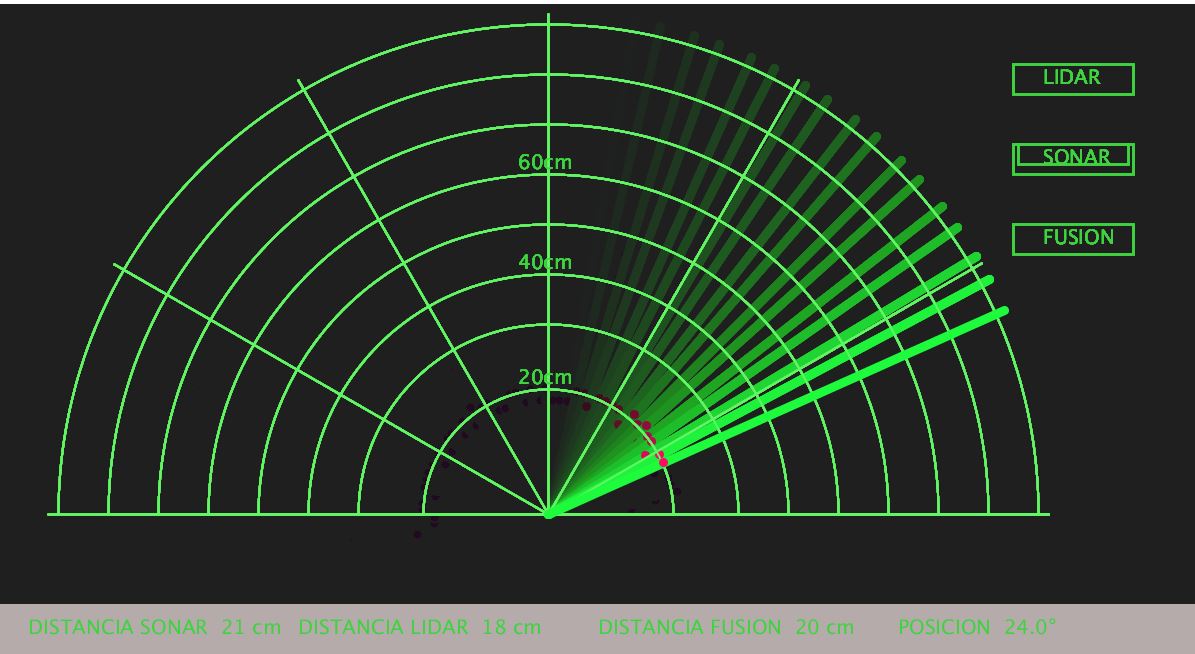 LIDAR
60cm
SONAR
FUSION
40cm
20cm
DISTANCIA SONAR 21 cm DISTANCIA LIDAR 18 cm DISTANCIA FUSION 20 cm POSICION 24.0°